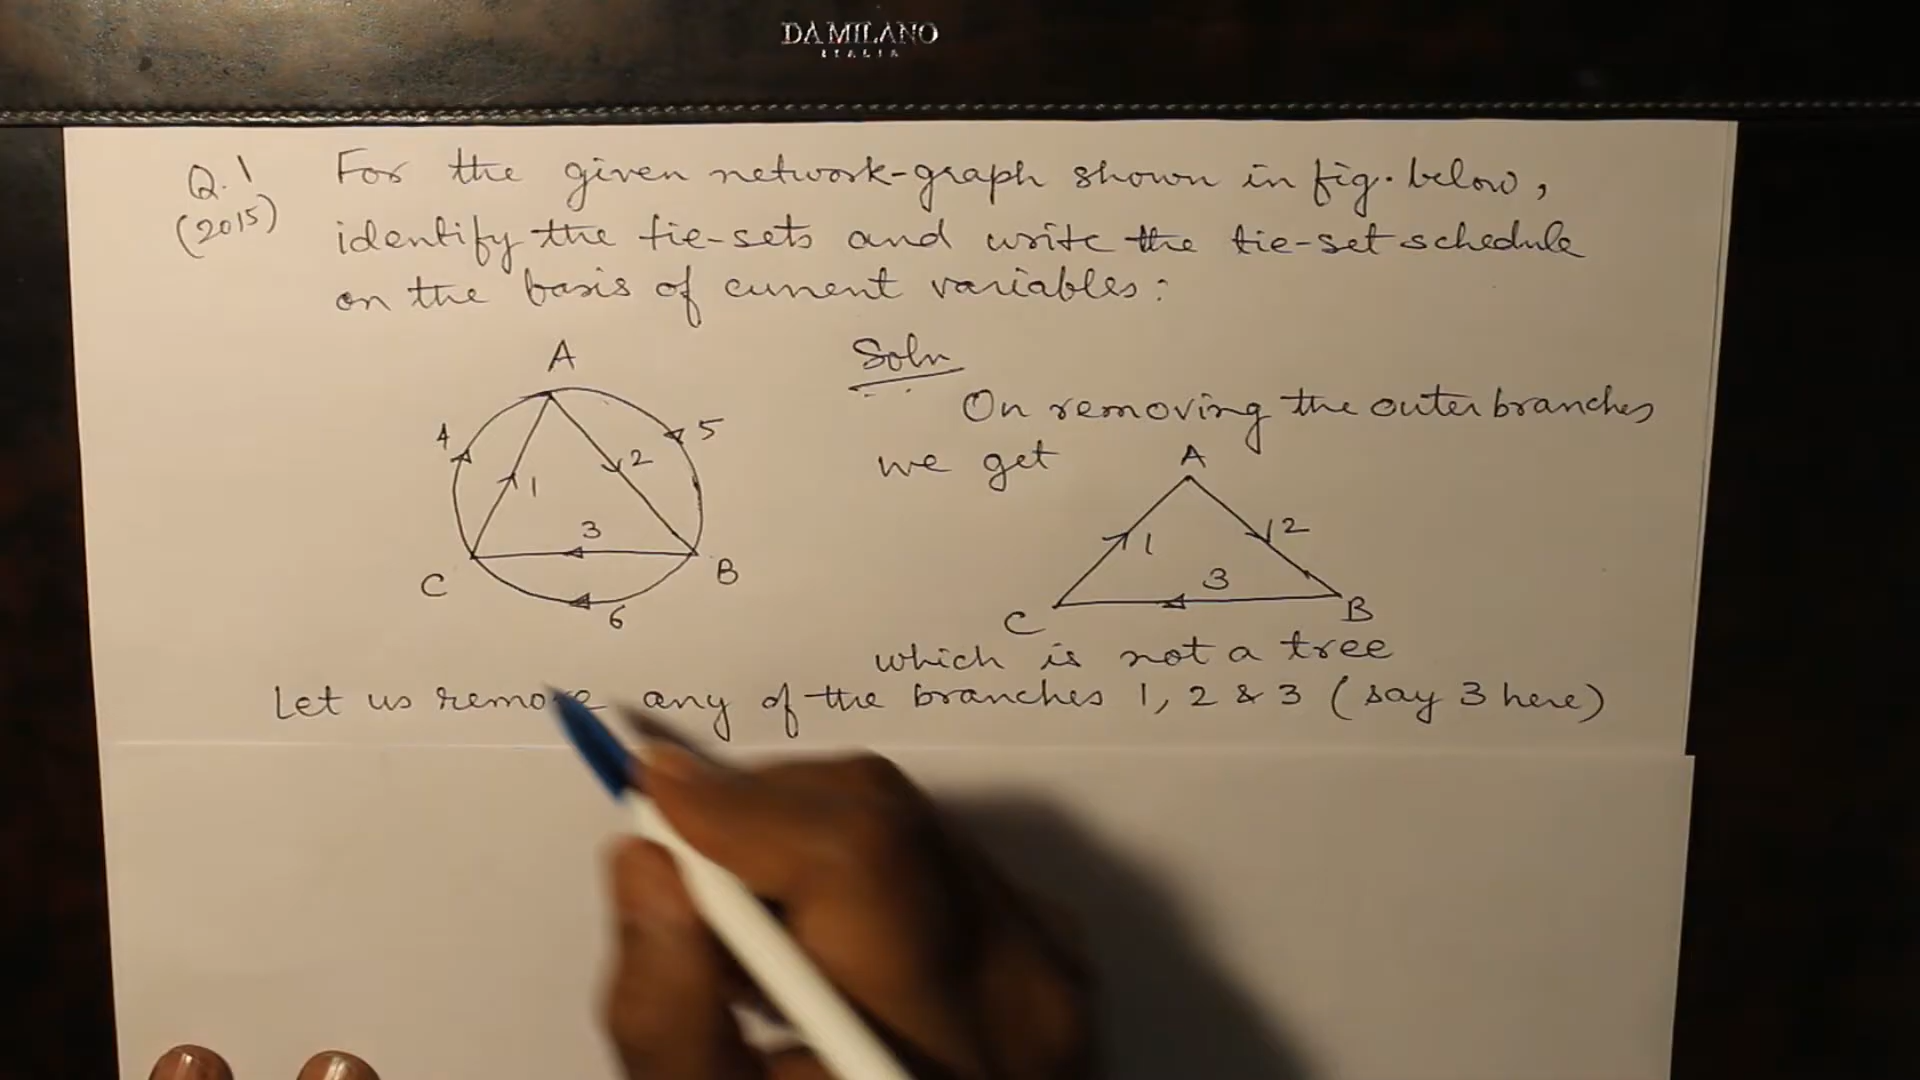 DA MILANO
ITALIA
Q.1 For the given network-graph shown in fig. below,
(2015) identify the tie-sets and write the tie-set schedule
on the basis of current variables:
A
4
5
2
1
3
C
B
6
Soln
On removing the outer branches
we get
A
1
2
3
C
B
which is not a tree
Let us remove any of the branches 1, 2 & 3 (say 3 here)